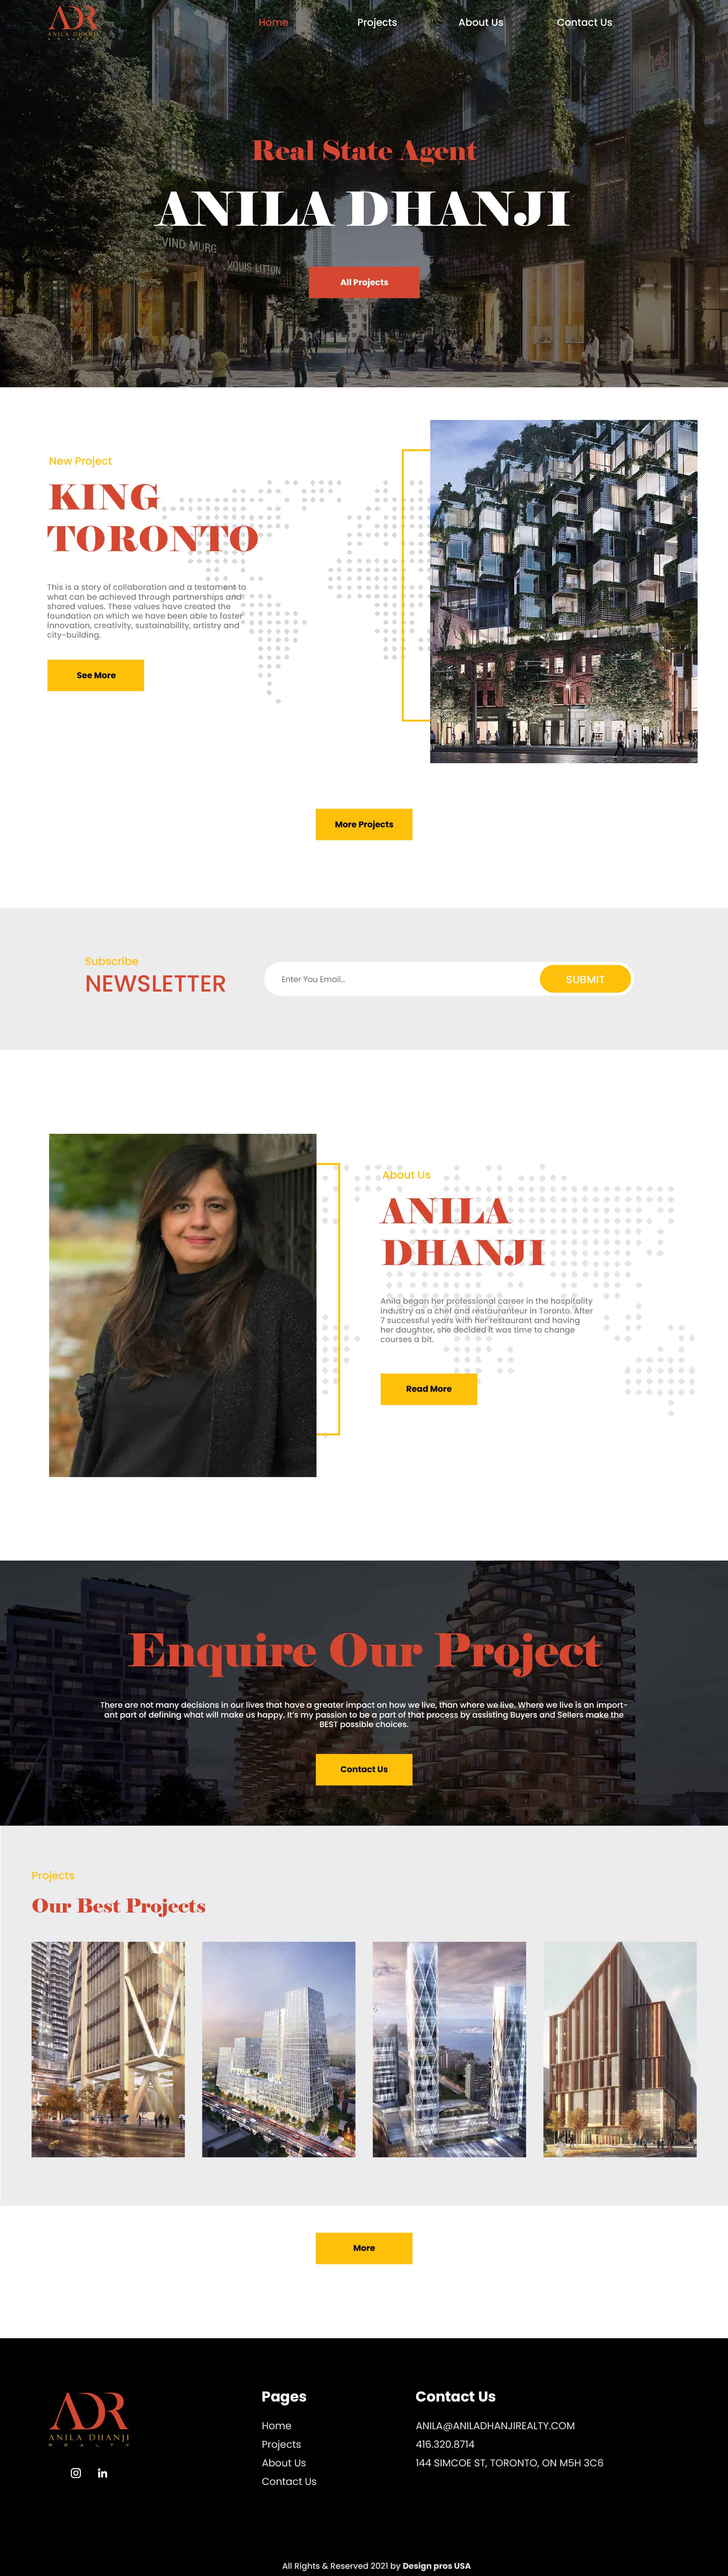 ADR
ANILA DHANJI
REALTY
Home
Projects
About Us
Contact Us
Real State Agent
ANILA DHANJI
VIND MURG
VOUIS LITTON
All Projects
New Project
KING
TORONTO
This is a story of collaboration and a testament to
what can be achieved through partnerships and
shared values. These values have created the
foundation on which we have been able to foster
innovation, creativity, sustainability, artistry and
city-building.
See More
More Projects
Subscribe
NEWSLETTER
Enter You Email...
SUBMIT
About Us
ANILA
DHANJI
Anila began her professional career in the hospitality
industry as a chef and restauranteur in Toronto. After
7 successful years with her restaurant and having
her daughter, she decided it was time to change
courses a bit.
Read More
Enquire Our Project
There are not many decisions in our lives that have a greater impact on how we live, than where we live. Where we live is an import-
ant part of defining what will make us happy. It's my passion to be a part of that process by assisting Buyers and Sellers make the
BEST possible choices.
Contact Us
Projects
Our Best Projects
More
ADR
ANILA DHANJI
REALTY
Pages
Home
Projects
About Us
Contact Us
Contact Us
ANILA@ANILADHANJIREALTY.COM
416.320.8714
144 SIMCOE ST, TORONTO, ON M5H 3C6
All Rights & Reserved 2021 by Design pros USA